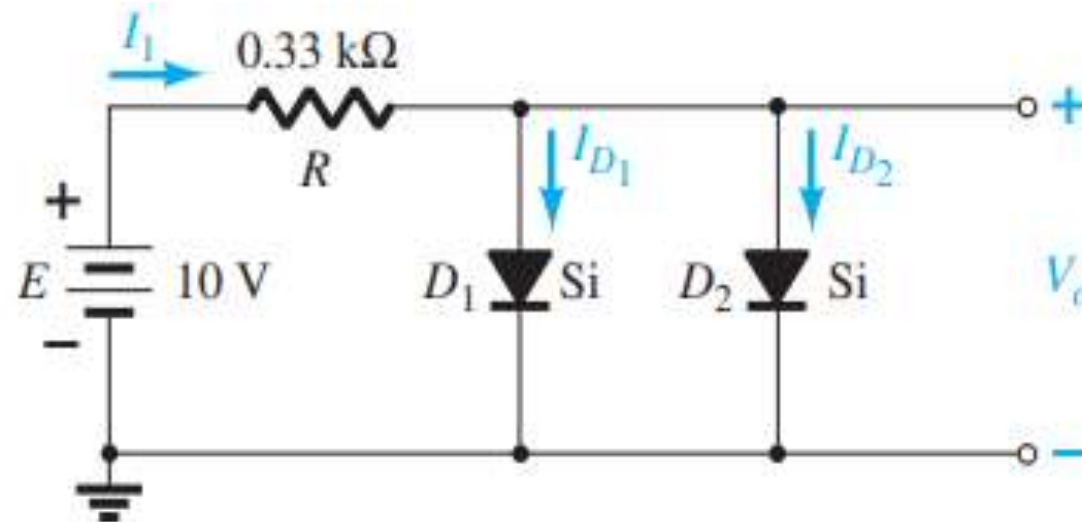 I1 0.33 kΩ
R
ID1 ID2
+ +
E 10 V D1 Si D2 Si
− −